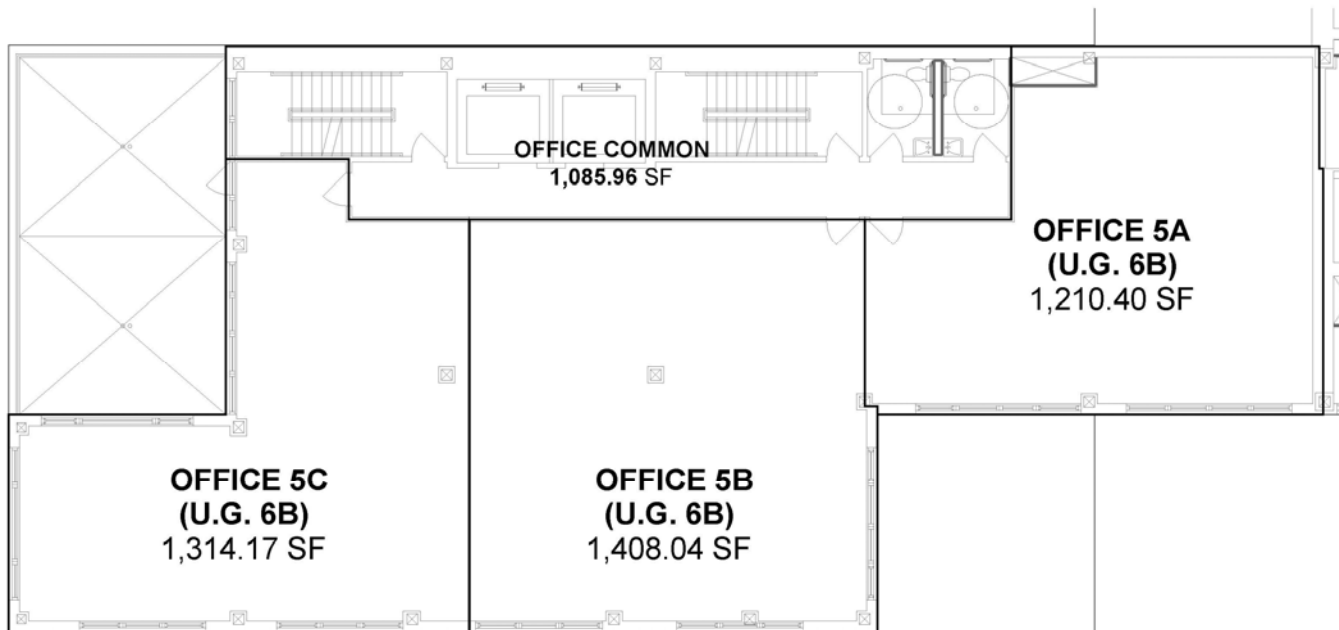 OFFICE COMMON
1,085.96 SF
OFFICE 5A
(U.G. 6B)
1,210.40 SF
OFFICE 5C
(U.G. 6B)
1,314.17 SF
OFFICE 5B
(U.G. 6B)
1,408.04 SF